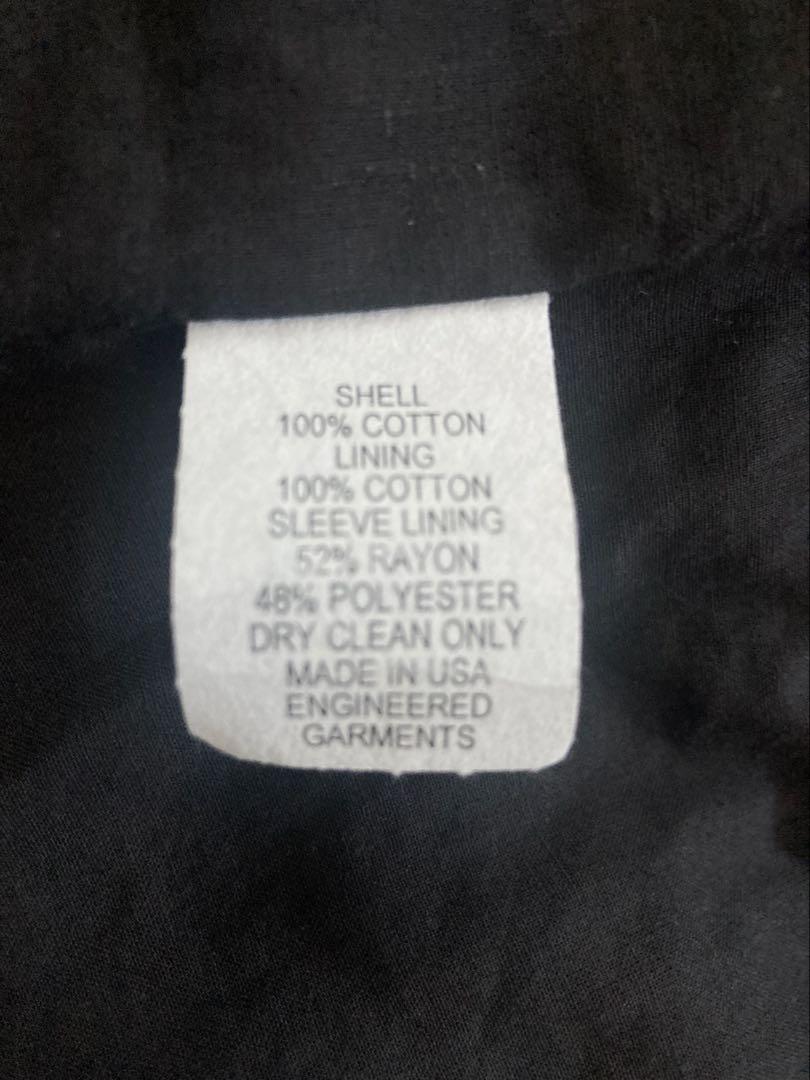 SHELL
100% COTTON
LINING
100% COTTON
SLEEVE LINING
52% RAYON
48% POLYESTER
DRY CLEAN ONLY
MADE IN USA
ENGINEERED
GARMENTS